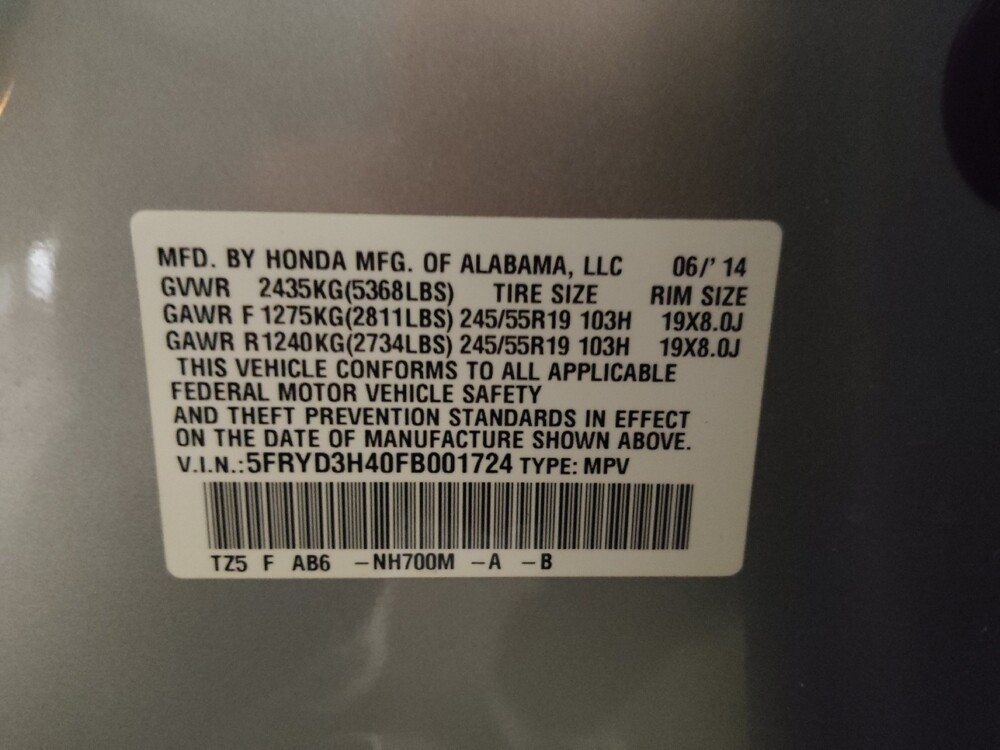 MFD. BY HONDA MFG. OF ALABAMA, LLC 06/' 14
GVWR 2435KG(5368LBS) TIRE SIZE RIM SIZE
GAWR F 1275KG(2811LBS) 245/55R19 103H 19X8.0J
GAWR R1240KG(2734LBS) 245/55R19 103H 19X8.0J
THIS VEHICLE CONFORMS TO ALL APPLICABLE
FEDERAL MOTOR VEHICLE SAFETY
AND THEFT PREVENTION STANDARDS IN EFFECT
ON THE DATE OF MANUFACTURE SHOWN ABOVE.
V.I.N.:5FRYD3H40FB001724 TYPE: MPV
TZ5 F AB6 -NH700M -A -B